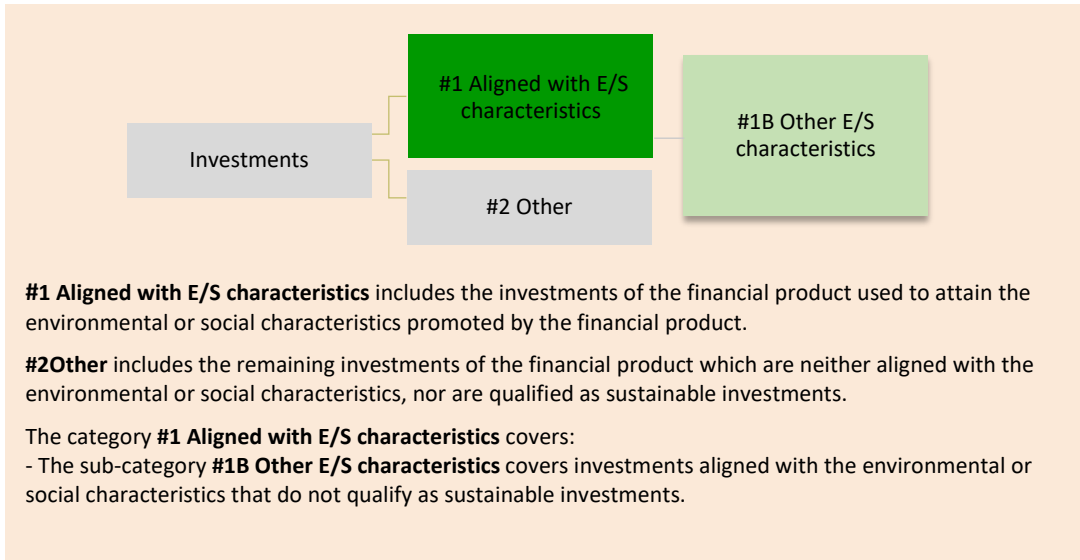 #1 Aligned with E/S
characteristics
#1B Other E/S
characteristics
Investments
#2 Other
#1 Aligned with E/S characteristics includes the investments of the financial product used to attain the
environmental or social characteristics promoted by the financial product.
#2Other includes the remaining investments of the financial product which are neither aligned with the
environmental or social characteristics, nor are qualified as sustainable investments.
The category #1 Aligned with E/S characteristics covers:
- The sub-category #1B Other E/S characteristics covers investments aligned with the environmental or
social characteristics that do not qualify as sustainable investments.